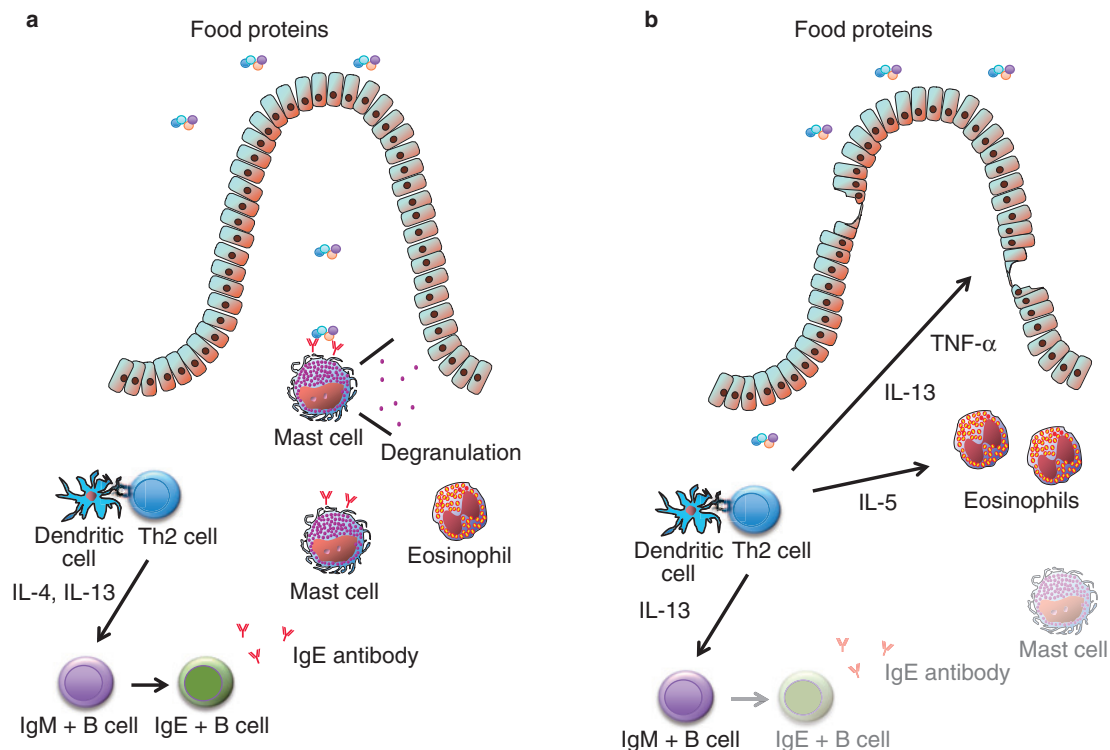 a
Food proteins
Mast cell
Degranulation
Dendritic
cell
Th2 cell
Mast cell
Eosinophil
IL-4, IL-13
IgE antibody
IgM + B cell
IgE + B cell
b
Food proteins
TNF-α
IL-13
IL-5
Eosinophils
Dendritic
cell
Th2 cell
IL-13
Mast cell
IgE antibody
IgM + B cell
IgE + B cell